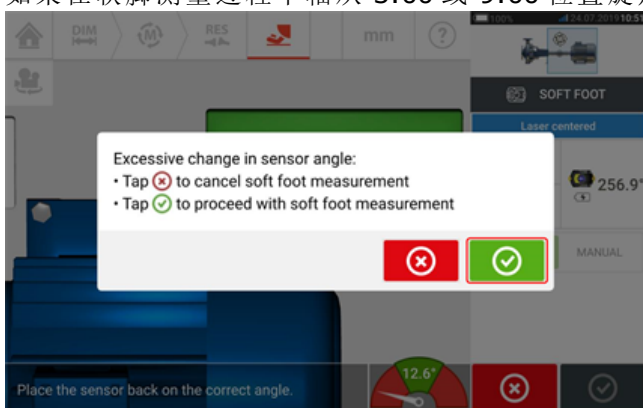 如果在软脚测量过程中轴从 3:00 或 9:00 位置旋
100% 24.07.2019 10:51
DIM
M
RES
mm
?
SOFT FOOT
Laser centered
Excessive change in sensor angle:
• Tap ⊗ to cancel soft foot measurement
• Tap ✓ to proceed with soft foot measurement
256.9°
MANUAL
12.6°
Place the sensor back on the correct angle.